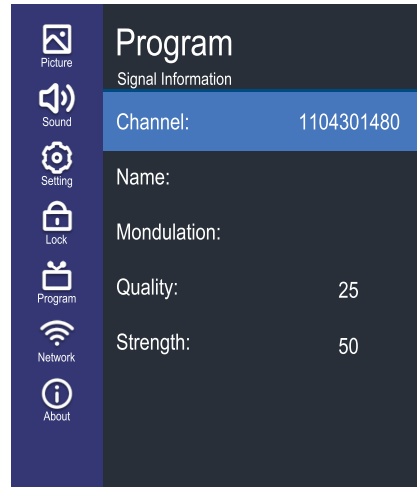 Picture
Sound
Setting
Lock
Program
Network
About
Program
Signal Information
Channel: 1104301480
Name:
Mondulation:
Quality: 25
Strength: 50